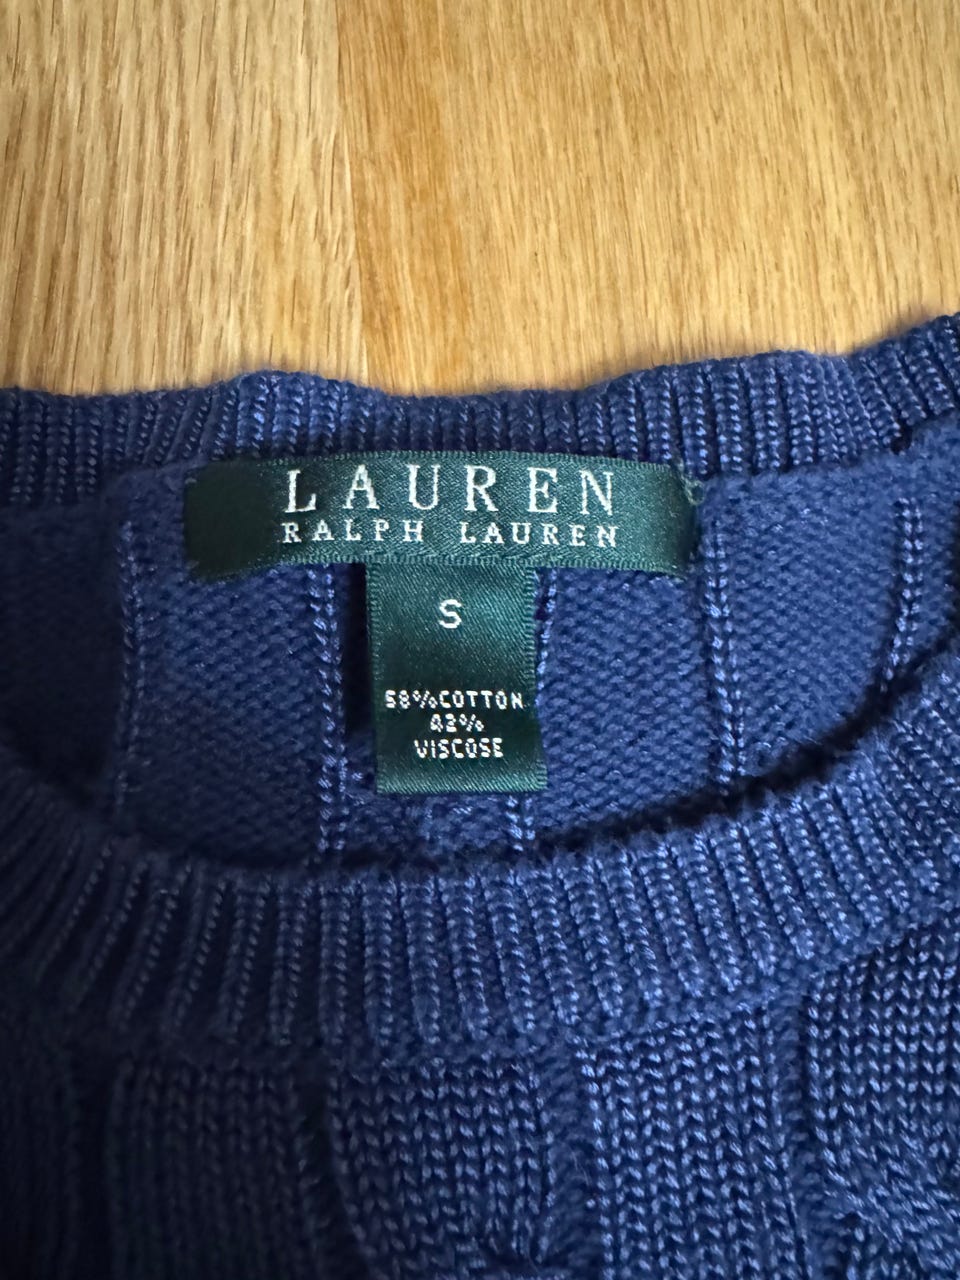 LAUREN
RALPH LAUREN
S
58%COTTON
42%
VISCOSE